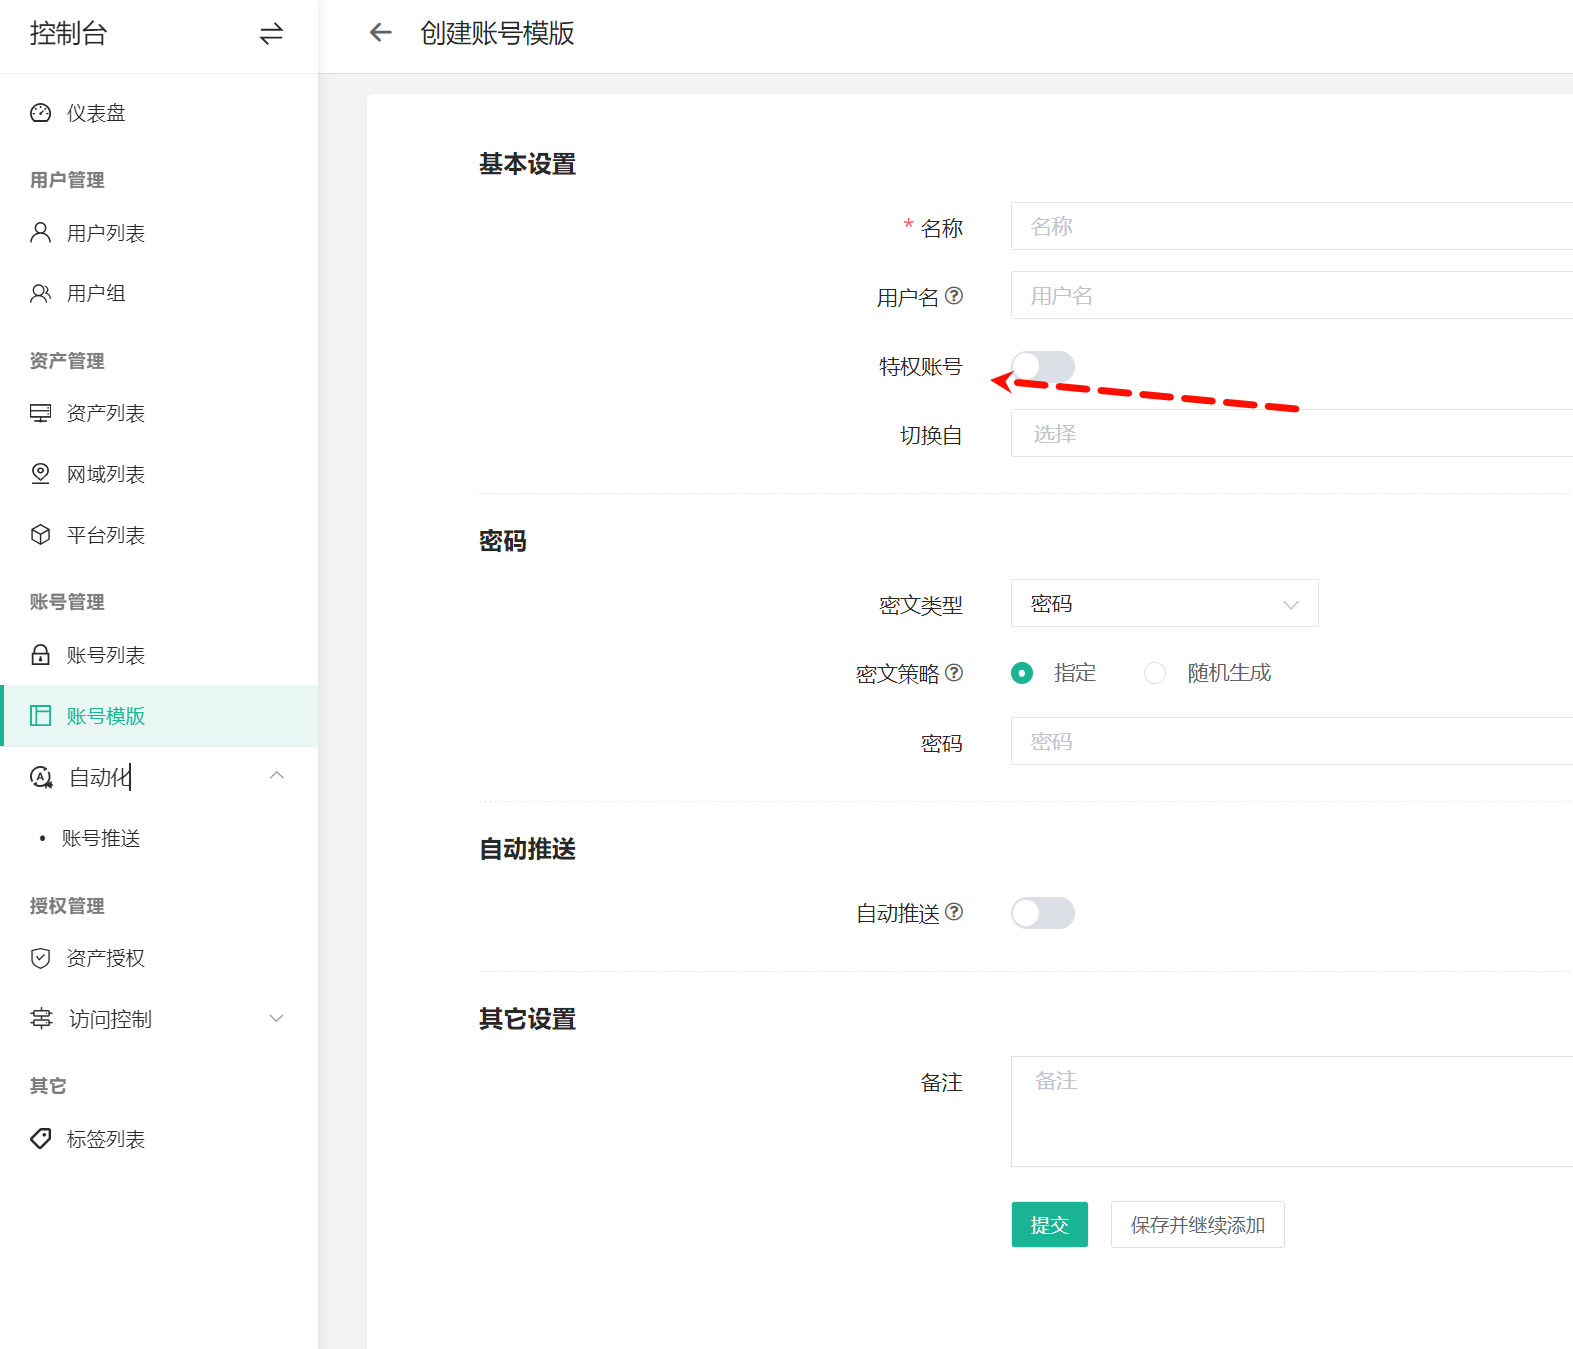 控制台
仪表盘
用户管理
用户列表
用户组
资产管理
资产列表
网域列表
平台列表
账号管理
账号列表
账号模版
自动化
账号推送
授权管理
资产授权
访问控制
其它
标签列表
创建账号模版
基本设置
* 名称
名称
用户名
用户名
特权账号
切换自
选择
密码
密文类型
密码
密文策略
指定
随机生成
密码
密码
自动推送
自动推送
其它设置
备注
备注
提交
保存并继续添加